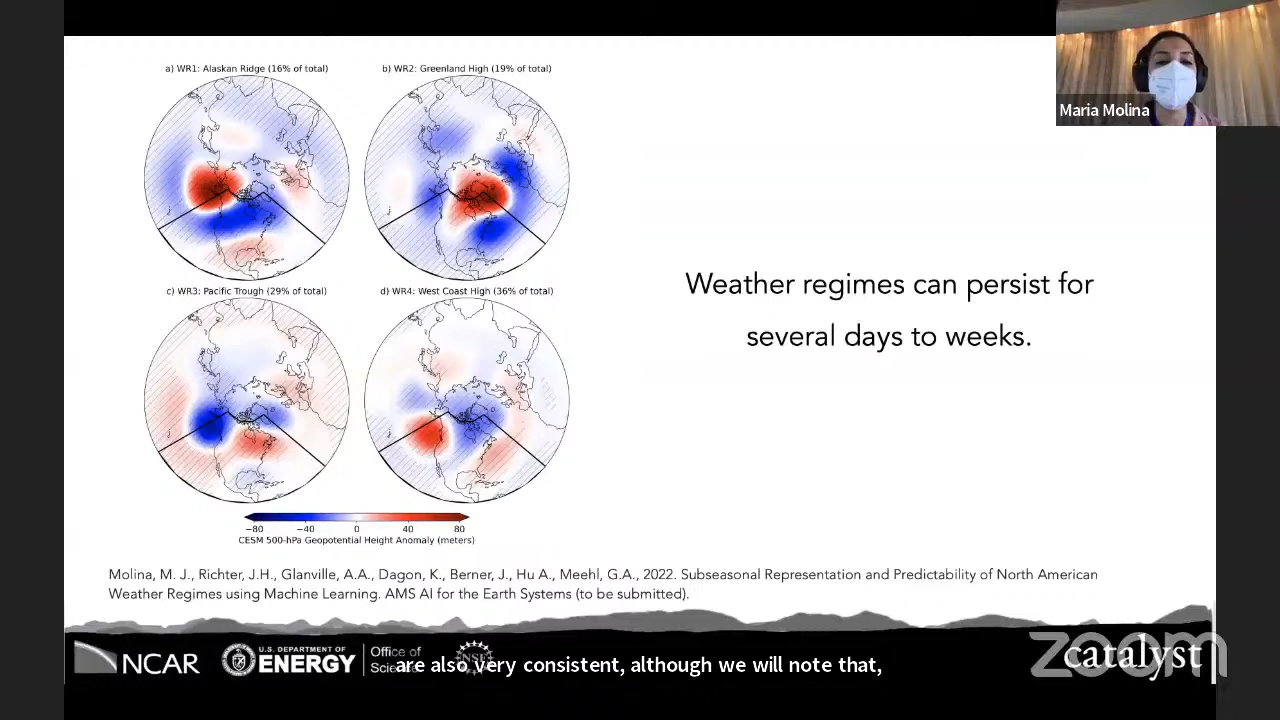 a) WR1: Alaskan Ridge (16% of total)
b) WR2: Greenland High (19% of total)
c) WR3: Pacific Trough (29% of total)
d) WR4: West Coast High (36% of total)
−80 −40 0 40 80
CESM 500-hPa Geopotential Height Anomaly (meters)
Weather regimes can persist for
several days to weeks.
Maria Molina
Molina, M. J., Richter, J.H., Glanville, A.A., Dagon, K., Berner, J., Hu A., Meehl, G.A., 2022. Subseasonal Representation and Predictability of North American
Weather Regimes using Machine Learning. AMS AI for the Earth Systems (to be submitted).
NCAR
U.S. DEPARTMENT OF
ENERGY
Office of
Science
NSF
catalyst
zoom
are also very consistent, although we will note that,